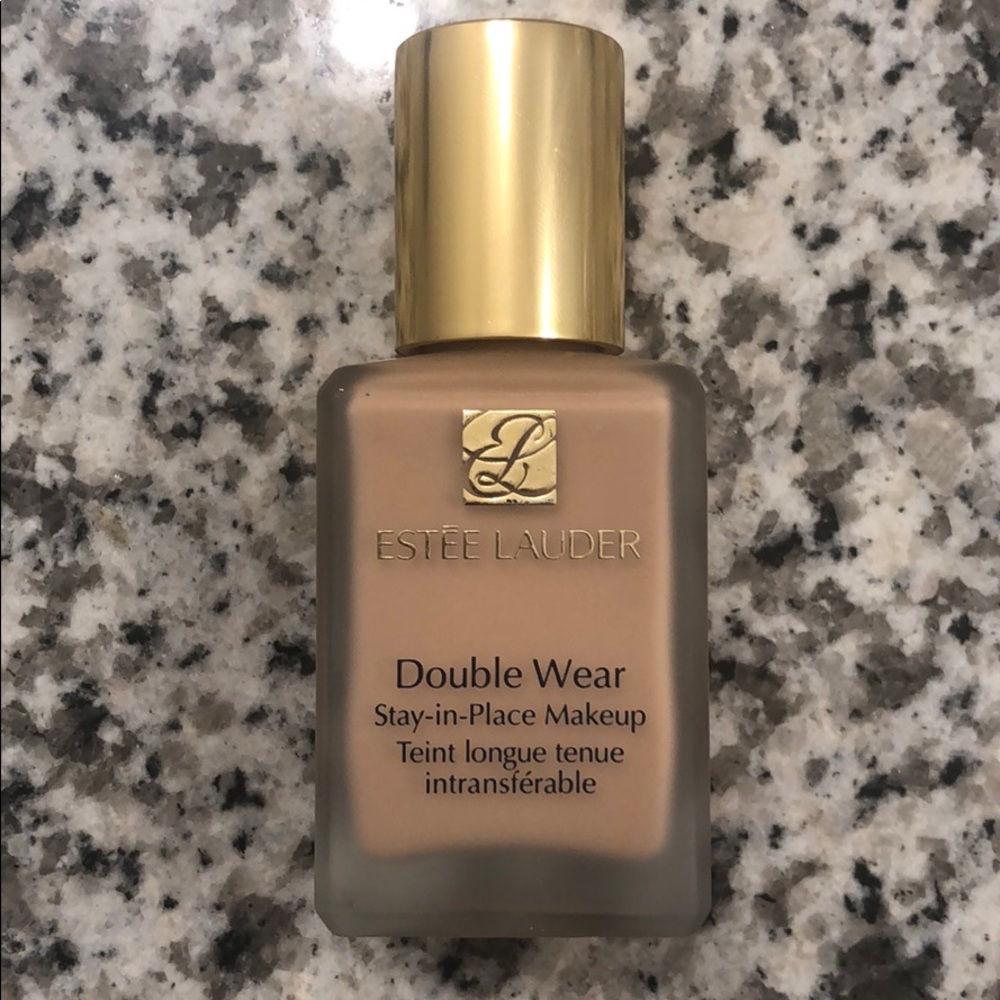 EL
ESTĒE LAUDER
Double Wear
Stay-in-Place Makeup
Teint longue tenue
intransférable